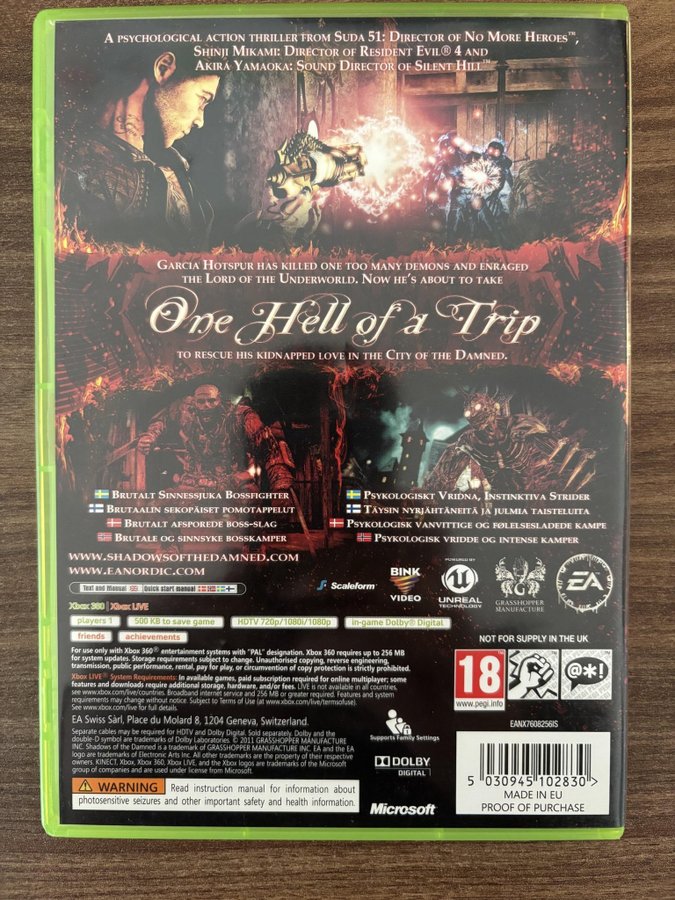 A psychological action thriller from Suda 51: Director of No More Heroes™,
Shinji Mikami: Director of Resident Evil® 4 and
Akira Yamaoka: Sound Director of Silent Hill™
Garcia Hotspur has killed one too many demons and enraged
the Lord of the Underworld. Now he's about to take
One Hell of a Trip
to rescue his kidnapped love in the City of the Damned.
Brutalt Sinnessjuka Bossfighter
Brutaalin sekopäiset pomotappelut
Brutalt afsporede boss-slag
Brutale og sinnsyke bosskamper
Psykologiskt Vridna, Instinktiva Strider
Täysin nyrjähtäneitä ja julmia taisteluita
Psykologisk vanvittige og følelsesladede kampe
Psykologisk vridde og intense kamper
www.shadowsofthedamned.com
www.eanordic.com
Text and Manual
Quick start manual
Scaleform
BINK VIDEO
POWERED BY
UNREAL TECHNOLOGY
GRASSHOPPER MANUFACTURE
EA
Xbox 360 | Xbox LIVE
players 1
500 KB to save game
HDTV 720p/1080i/1080p
in-game Dolby® Digital
friends
achievements
NOT FOR SUPPLY IN THE UK
For use only with Xbox 360® entertainment systems with "PAL" designation. Xbox 360 requires up to 256 MB
for system updates. Storage requirements subject to change. Unauthorised copying, reverse engineering,
transmission, public performance, rental, pay for play, or circumvention of copy protection is strictly prohibited.
Xbox LIVE® System Requirements: In available games, paid subscription required for online multiplayer; some
features and downloads require additional storage, hardware, and/or fees. LIVE is not available in all countries,
see www.xbox.com/live/countries. Broadband internet service and 256 MB or greater required. Features and system
requirements may change without notice. Subject to Terms of Use (at www.xbox.com/live/termsofuse).
See www.xbox.com/live for full details.
EA Swiss Sàrl, Place du Molard 8, 1204 Geneva, Switzerland.
Separate cables may be required for HDTV and Dolby Digital. Sold separately. Dolby and the
double-D symbol are trademarks of Dolby Laboratories. © 2011 GRASSHOPPER MANUFACTURE
INC. Shadows of the Damned is a trademark of GRASSHOPPER MANUFACTURE INC. EA and the EA
logo are trademarks of Electronic Arts Inc. All other trademarks are the property of their respective
owners. KINECT, Xbox, Xbox 360, Xbox LIVE, and the Xbox logos are trademarks of the Microsoft
group of companies and are used under license from Microsoft.
WARNING Read instruction manual for information about
photosensitive seizures and other important safety and health information.
Supports Family Settings
DOLBY
DIGITAL
Microsoft
18
www.pegi.info
@*!
EANX7608256IS
5 030945 102830 >
MADE IN EU
PROOF OF PURCHASE